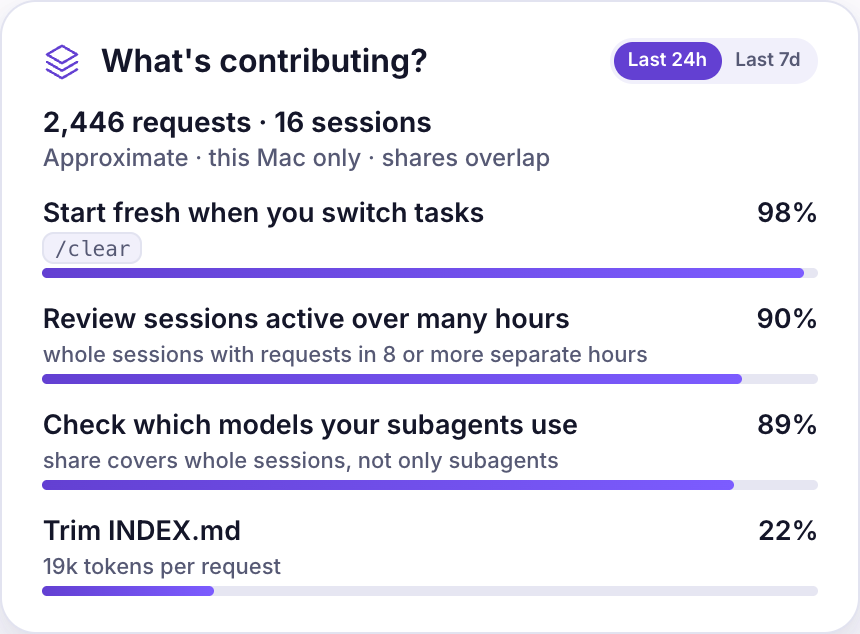 What's contributing?
Last 24h
Last 7d
2,446 requests · 16 sessions
Approximate · this Mac only · shares overlap
Start fresh when you switch tasks
98%
/clear
Review sessions active over many hours
90%
whole sessions with requests in 8 or more separate hours
Check which models your subagents use
89%
share covers whole sessions, not only subagents
Trim INDEX.md
22%
19k tokens per request